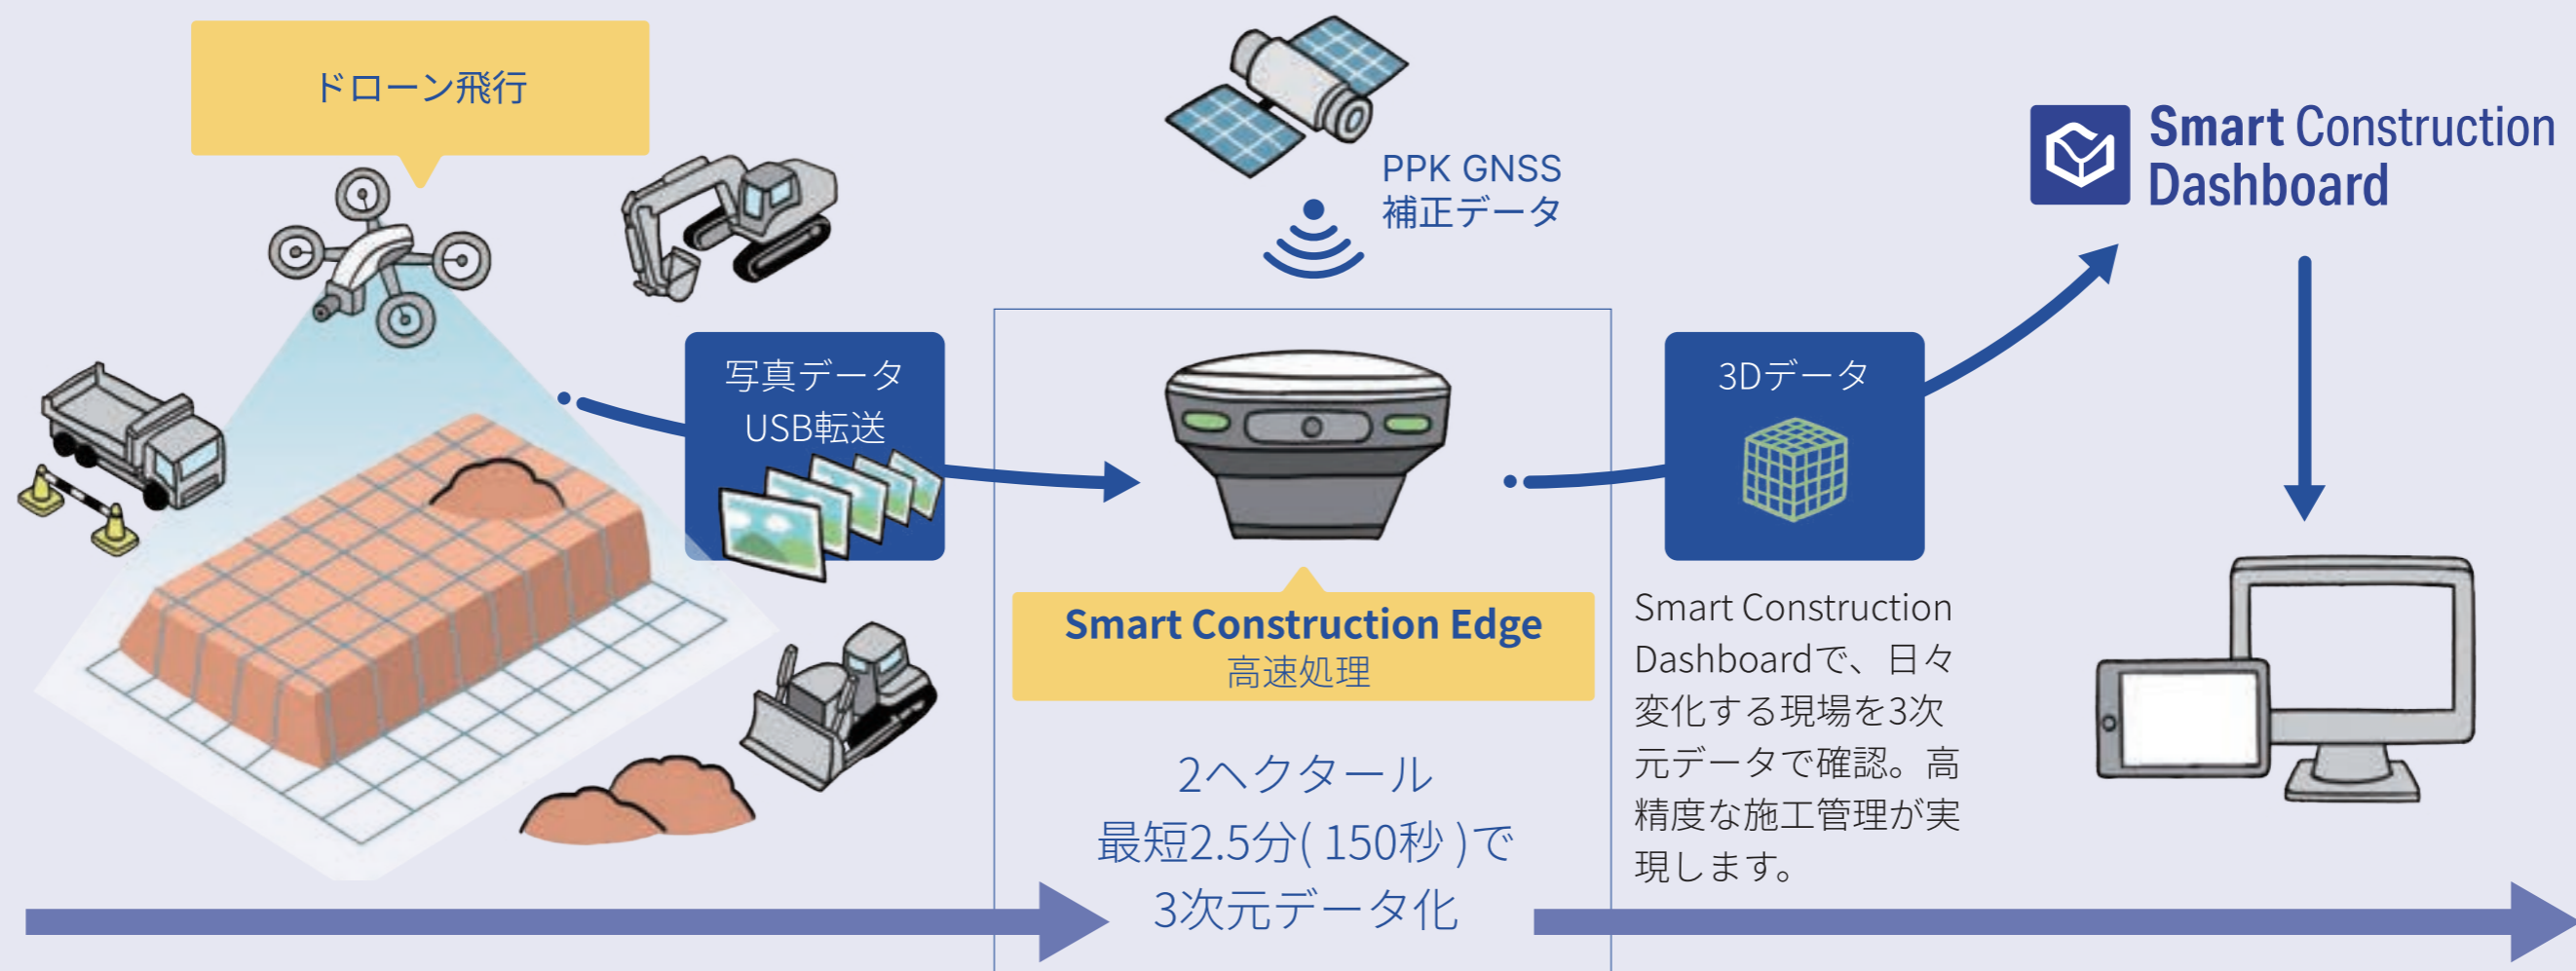 ドローン飛行
PPK GNSS
補正データ
Smart Construction
Dashboard
写真データ
USB転送
3Dデータ
Smart Construction Edge
高速処理
2ヘクタール
最短2.5分( 150秒 )で
3次元データ化
Smart Construction
Dashboardで、日々
変化する現場を3次
元データで確認。高
精度な施工管理が実
現します。